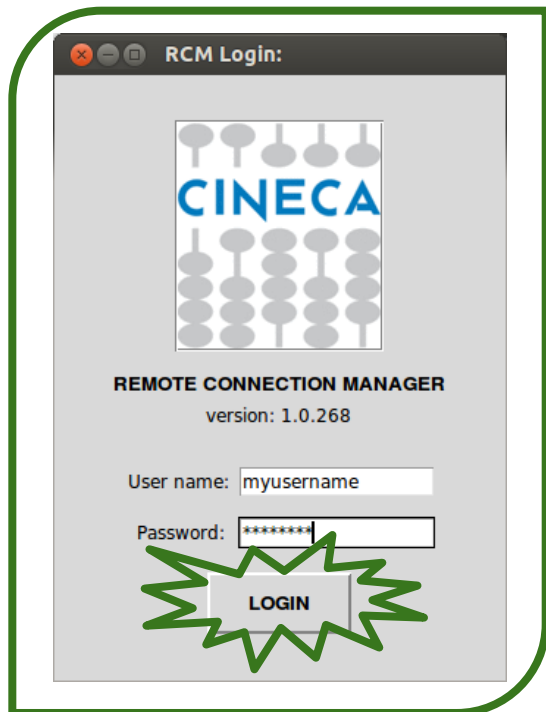 RCM Login:
CINECA
REMOTE CONNECTION MANAGER
version: 1.0.268
User name: myusername
Password: ********
LOGIN